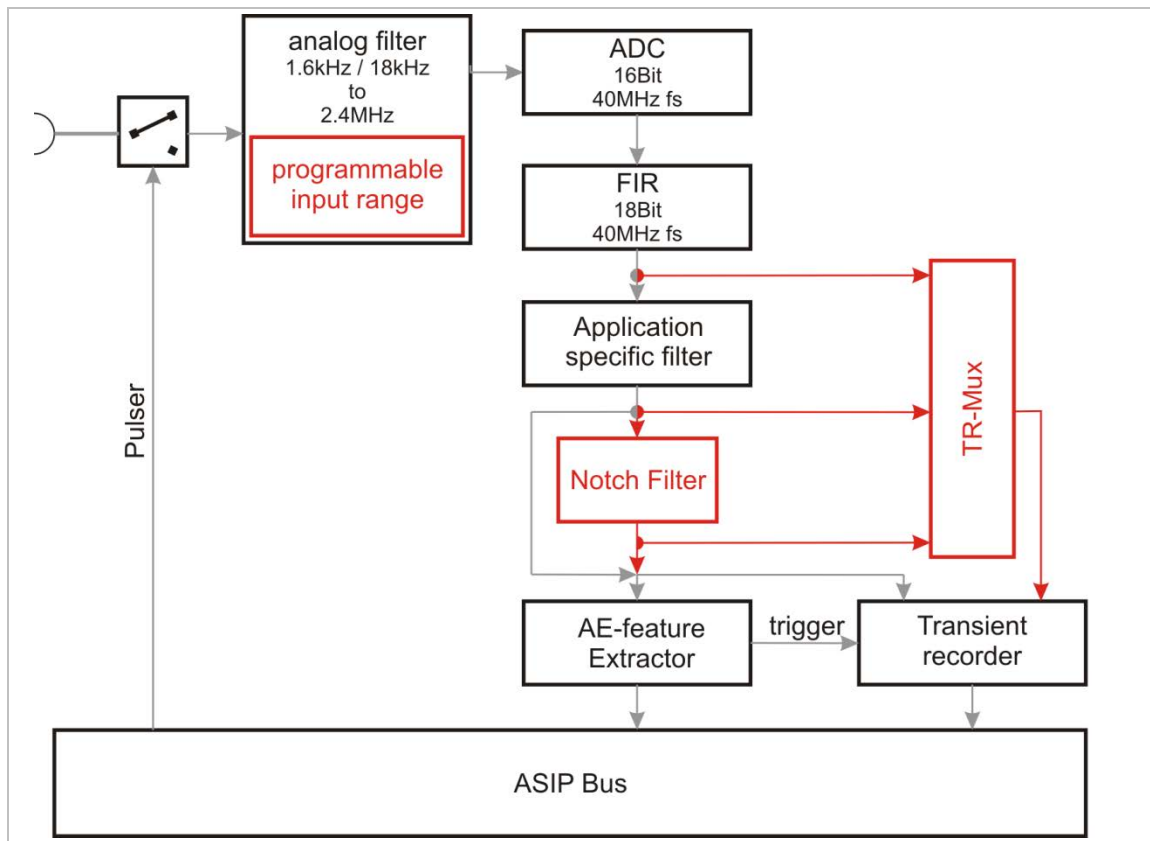 analog filter
1.6kHz / 18kHz
to
2.4MHz
programmable
input range
ADC
16Bit
40MHz fs
FIR
18Bit
40MHz fs
Application
specific filter
Pulser
Notch Filter
TR-Mux
AE-feature
Extractor
trigger
Transient
recorder
ASIP Bus